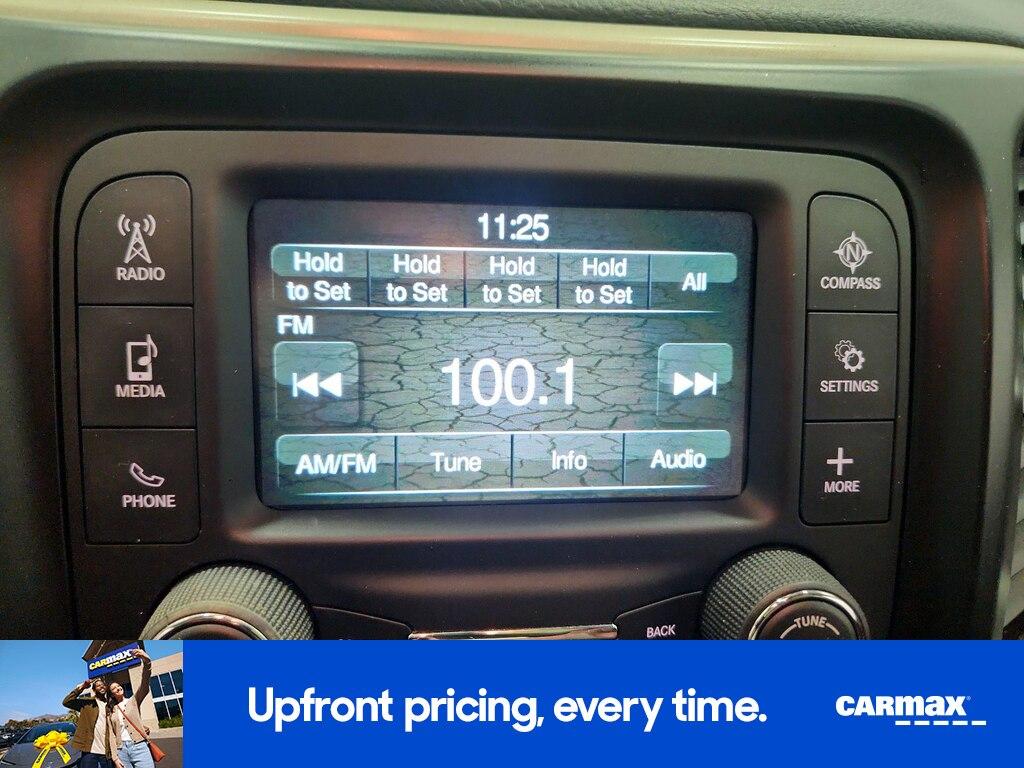 11:25
Hold to Set
Hold to Set
Hold to Set
Hold to Set
All
FM
100.1
AM/FM Tune Info Audio
RADIO
MEDIA
PHONE
N
COMPASS
SETTINGS
MORE
BACK
TUNE
CARMAX
Upfront pricing, every time.
CARMAX